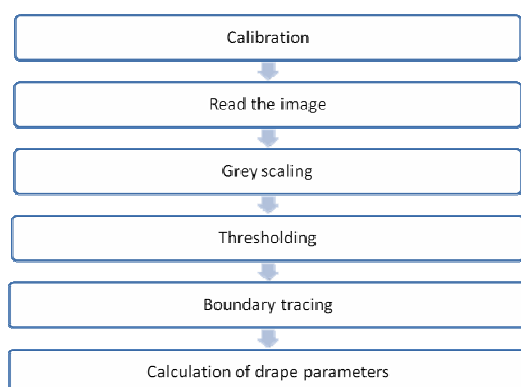 Calibration
Read the image
Grey scaling
Thresholding
Boundary tracing
Calculation of drape parameters